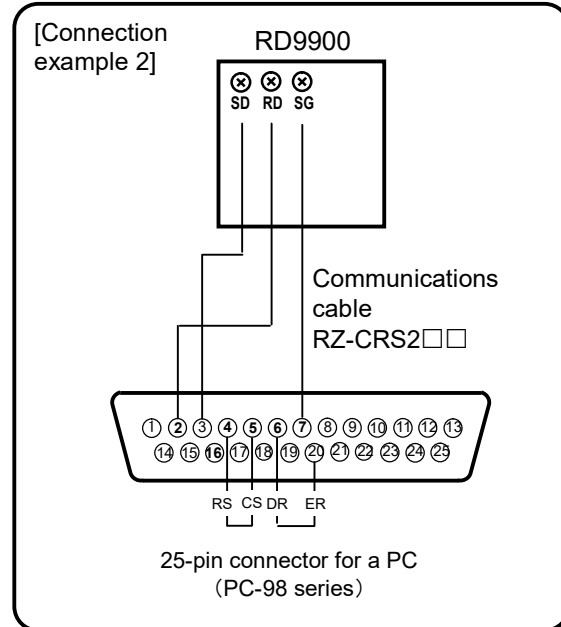 [Connection
example 2]
RD9900
SD RD SG
Communications
cable
RZ-CRS2□□
① ② ③ ④ ⑤ ⑥ ⑦ ⑧ ⑨ ⑩ ⑪ ⑫ ⑬
⑭ ⑮ ⑯ ⑰ ⑱ ⑲ ⑳ ㉑ ㉒ ㉓ ㉔ ㉕
RS CS DR ER
25-pin connector for a PC
（PC-98 series）